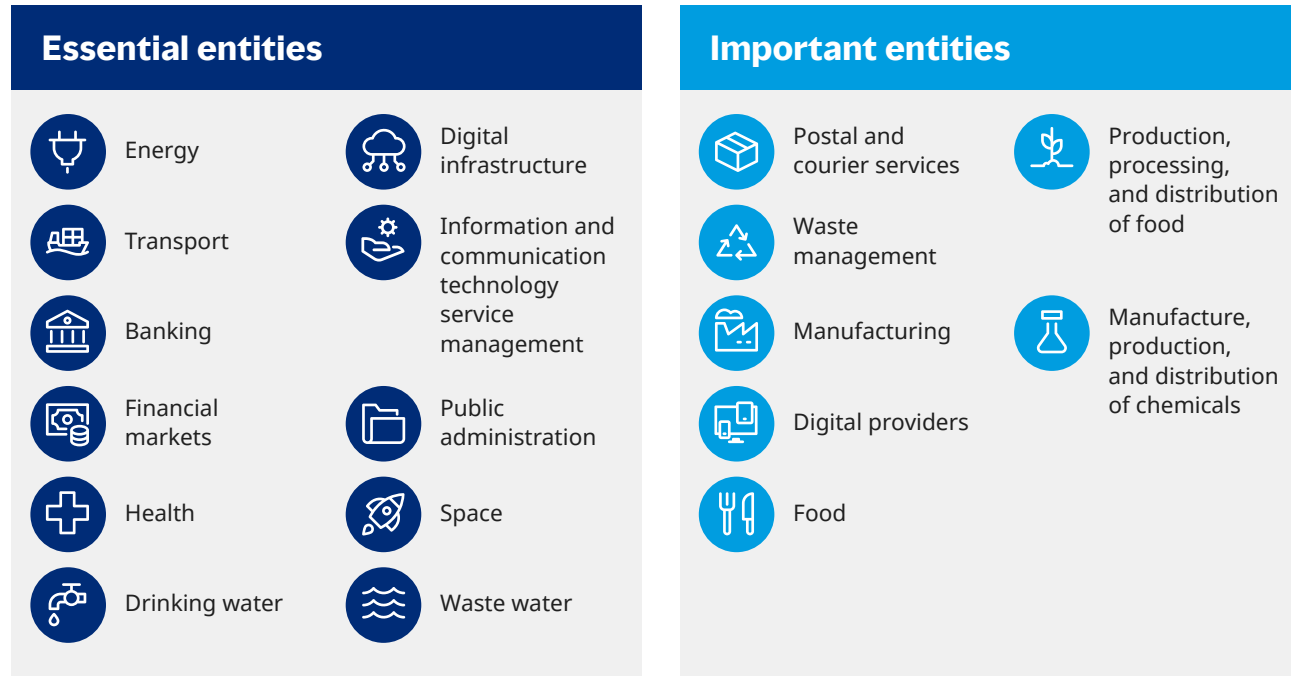 Essential entities
Energy
Transport
Banking
Financial
markets
Health
Drinking water
Digital
infrastructure
Information and
communication
technology
service
management
Public
administration
Space
Waste water
Important entities
Postal and
courier services
Waste
management
Manufacturing
Digital providers
Food
Production,
processing,
and distribution
of food
Manufacture,
production,
and distribution
of chemicals